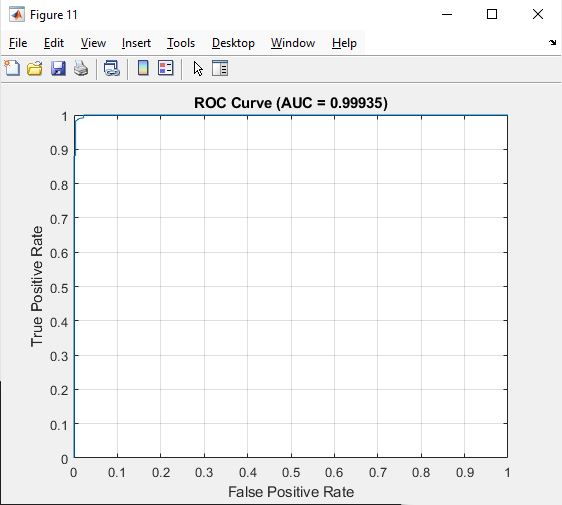 Figure 11
File Edit View Insert Tools Desktop Window Help
ROC Curve (AUC = 0.99935)
1
0.9
0.8
0.7
0.6
0.5
0.4
0.3
0.2
0.1
0
True Positive Rate
0 0.1 0.2 0.3 0.4 0.5 0.6 0.7 0.8 0.9 1
False Positive Rate